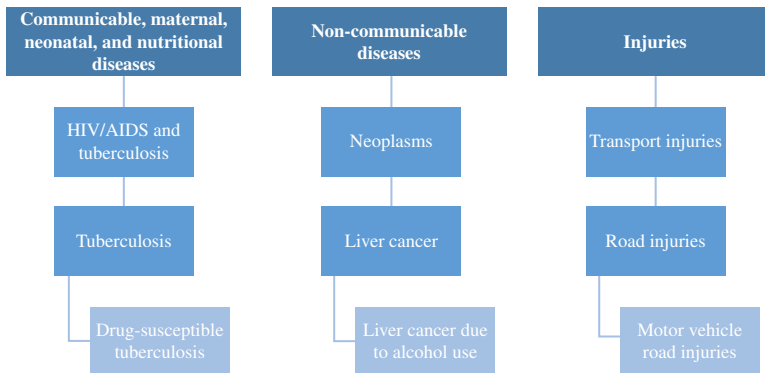 Communicable, maternal,
neonatal, and nutritional
diseases
HIV/AIDS and
tuberculosis
Tuberculosis
Drug-susceptible
tuberculosis
Non-communicable
diseases
Neoplasms
Liver cancer
Liver cancer due
to alcohol use
Injuries
Transport injuries
Road injuries
Motor vehicle
road injuries